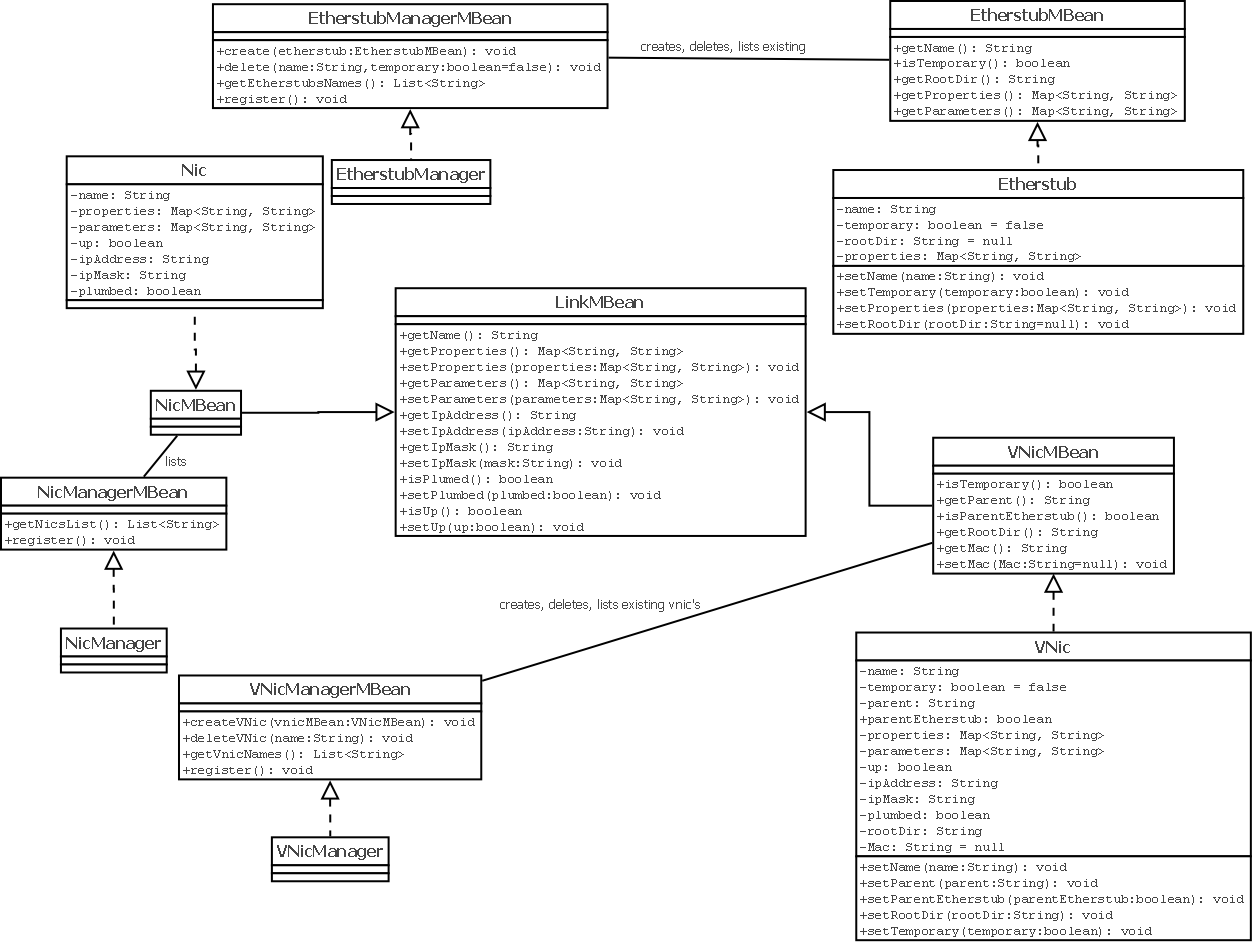 EtherstubManagerMBean
+create(etherstub:EtherstubMBean): void
+delete(name:String,temporary:boolean=false): void
+getEtherstubsNames(): List<String>
+register(): void
creates, deletes, lists existing
EtherstubMBean
+getName(): String
+isTemporary(): boolean
+getRootDir(): String
+getProperties(): Map<String, String>
+getParameters(): Map<String, String>
EtherstubManager
Nic
-name: String
-properties: Map<String, String>
-parameters: Map<String, String>
-up: boolean
-ipAddress: String
-ipMask: String
-plumbed: boolean
Etherstub
-name: String
-temporary: boolean = false
-rootDir: String = null
-properties: Map<String, String>
+setName(name:String): void
+setTemporary(temporary:boolean): void
+setProperties(properties:Map<String, String>): void
+setRootDir(rootDir:String=null): void
LinkMBean
+getName(): String
+getProperties(): Map<String, String>
+setProperties(properties:Map<String, String>): void
+getParameters(): Map<String, String>
+setParameters(parameters:Map<String, String>): void
+getIpAddress(): String
+setIpAddress(ipAddress:String): void
+getIpMask(): String
+setIpMask(mask:String): void
+isPlumed(): boolean
+setPlumbed(plumbed:boolean): void
+isUp(): boolean
+setUp(up:boolean): void
NicMBean
lists
NicManagerMBean
+getNicsList(): List<String>
+register(): void
NicManager
VNicMBean
+isTemporary(): boolean
+getParent(): String
+isParentEtherstub(): boolean
+getRootDir(): String
+getMac(): String
+setMac(Mac:String=null): void
creates, deletes, lists existing vnic's
VNicManagerMBean
+createVNic(vnicMBean:VNicMBean): void
+deleteVNic(name:String): void
+getVnicNames(): List<String>
+register(): void
VNicManager
VNic
-name: String
-temporary: boolean = false
-parent: String
+parentEtherstub: boolean
-properties: Map<String, String>
-parameters: Map<String, String>
-up: boolean
-ipAddress: String
-ipMask: String
-plumbed: boolean
-rootDir: String
-Mac: String = null
+setName(name:String): void
+setParent(parent:String): void
+setParentEtherstub(parentEtherstub:boolean): void
+setRootDir(rootDir:String): void
+setTemporary(temporary:boolean): void